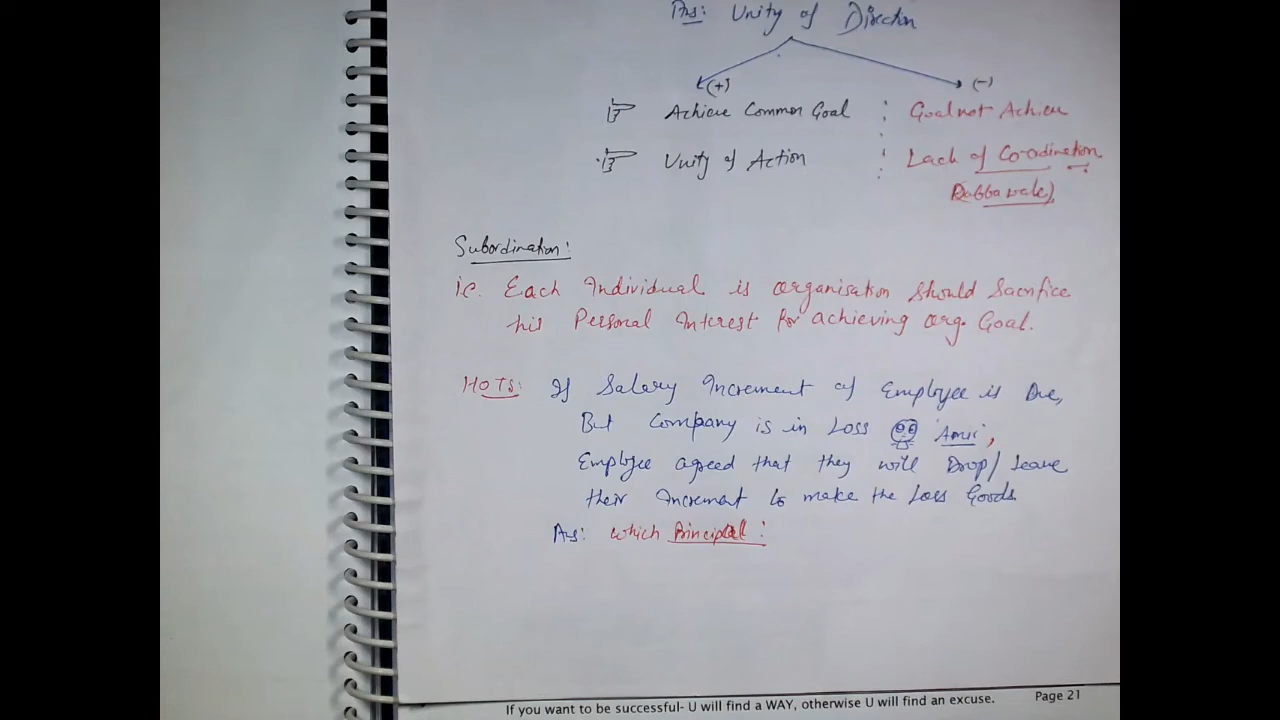 Ans: Unity of Direction
(+) (-)
Achieve Common Goal : Goal not Achieve
Unity of Action : Lack of Co-ordination
Dabbawale)
Subordination:
i.e. Each Individual is organisation should Sacrifice
his Personal Interest for achieving org. Goal.
HOTS: If Salary Increment of Employee is Due,
But Company is in Loss
Employee agreed that they will Drop/Leave
their Increment to make the Loss Goods
Ans: which Principal :
If you want to be successful- U will find a WAY, otherwise U will find an excuse. Page 21